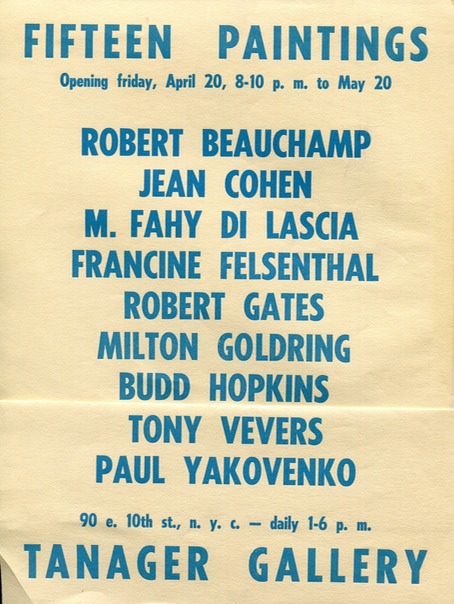 FIFTEEN PAINTINGS
Opening friday, April 20, 8-10 p. m. to May 20
ROBERT BEAUCHAMP
JEAN COHEN
M. FAHY DI LASCIA
FRANCINE FELSENTHAL
ROBERT GATES
MILTON GOLDRING
BUDD HOPKINS
TONY VEVERS
PAUL YAKOVENKO
90 e. 10th st., n. y. c. — daily 1-6 p. m.
TANAGER GALLERY